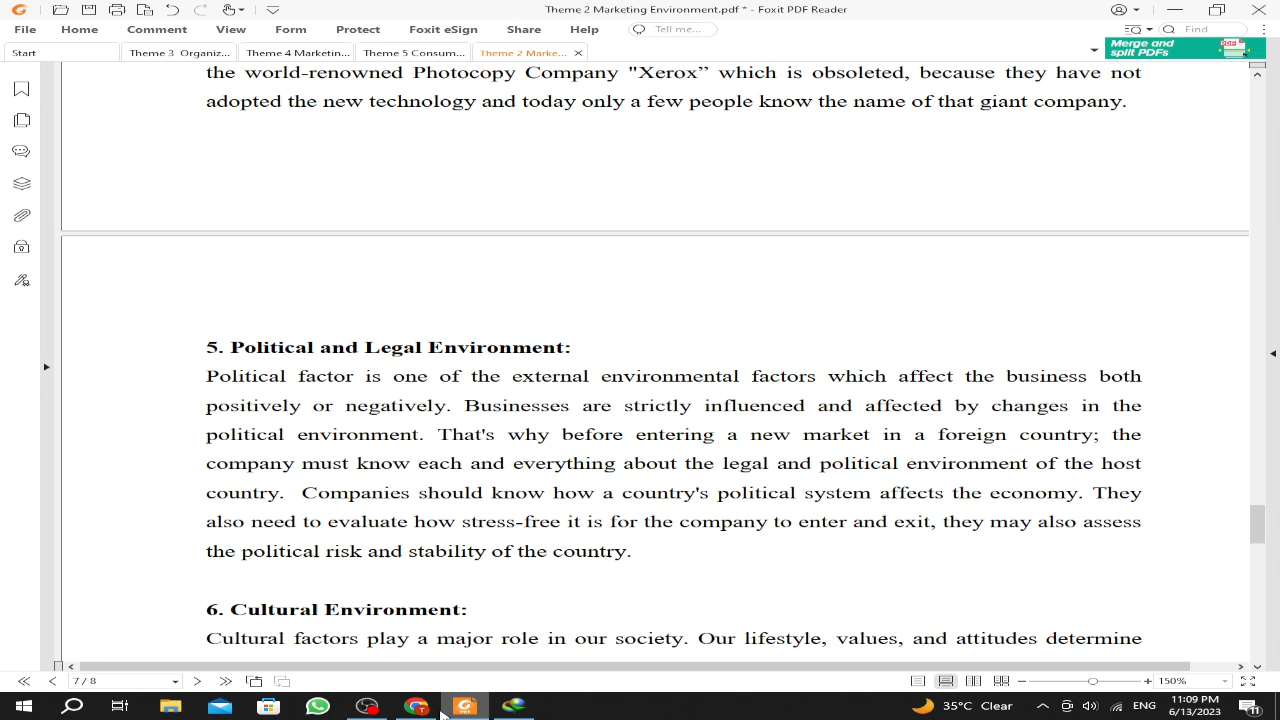 Theme 2 Marketing Environment.pdf * - Foxit PDF Reader
File Home Comment View Form Protect Foxit eSign Share Help Tell me... Find
Start Theme 3 Organiz... Theme 4 Marketin... Theme 5 Consum... Theme 2 Marke... Merge and split PDFs
the world-renowned Photocopy Company "Xerox” which is obsoleted, because they have not
adopted the new technology and today only a few people know the name of that giant company.
5. Political and Legal Environment:
Political factor is one of the external environmental factors which affect the business both
positively or negatively. Businesses are strictly influenced and affected by changes in the
political environment. That's why before entering a new market in a foreign country; the
company must know each and everything about the legal and political environment of the host
country. Companies should know how a country's political system affects the economy. They
also need to evaluate how stress-free it is for the company to enter and exit, they may also assess
the political risk and stability of the country.
6. Cultural Environment:
Cultural factors play a major role in our society. Our lifestyle, values, and attitudes determine
7 / 8 150%
35°C Clear ENG 11:09 PM
6/13/2023 11